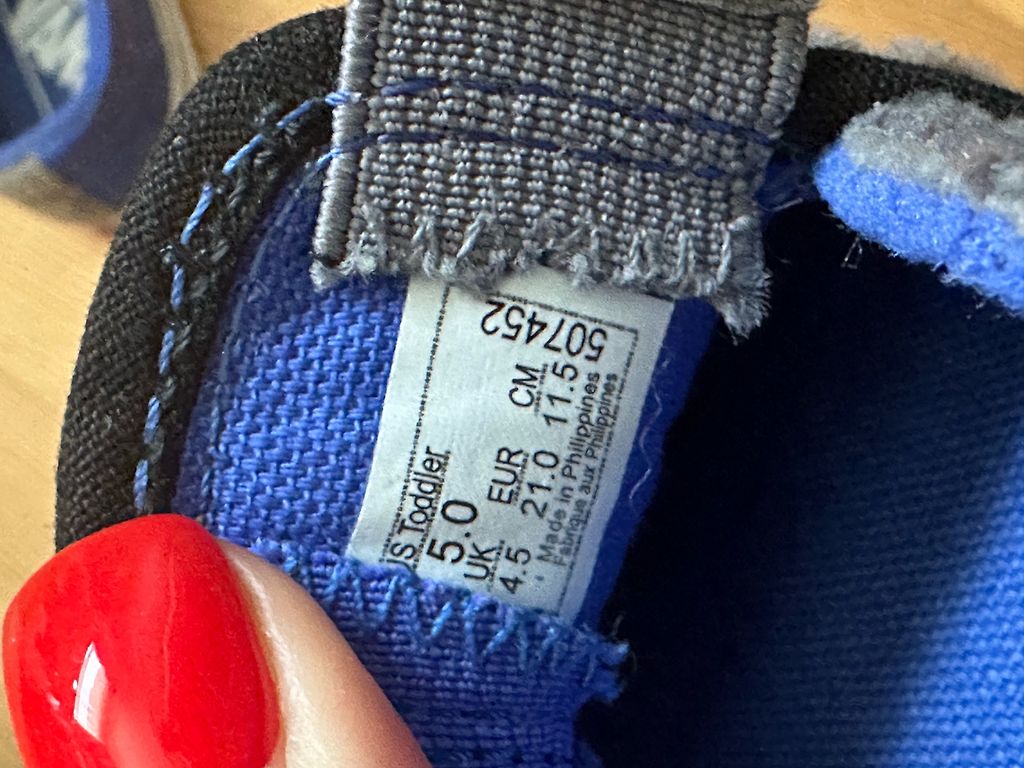 US Toddler
5.0
UK EUR CM
4.5 21.0 11.5
Made in Philippines
Fabriqué aux Philippines
507452